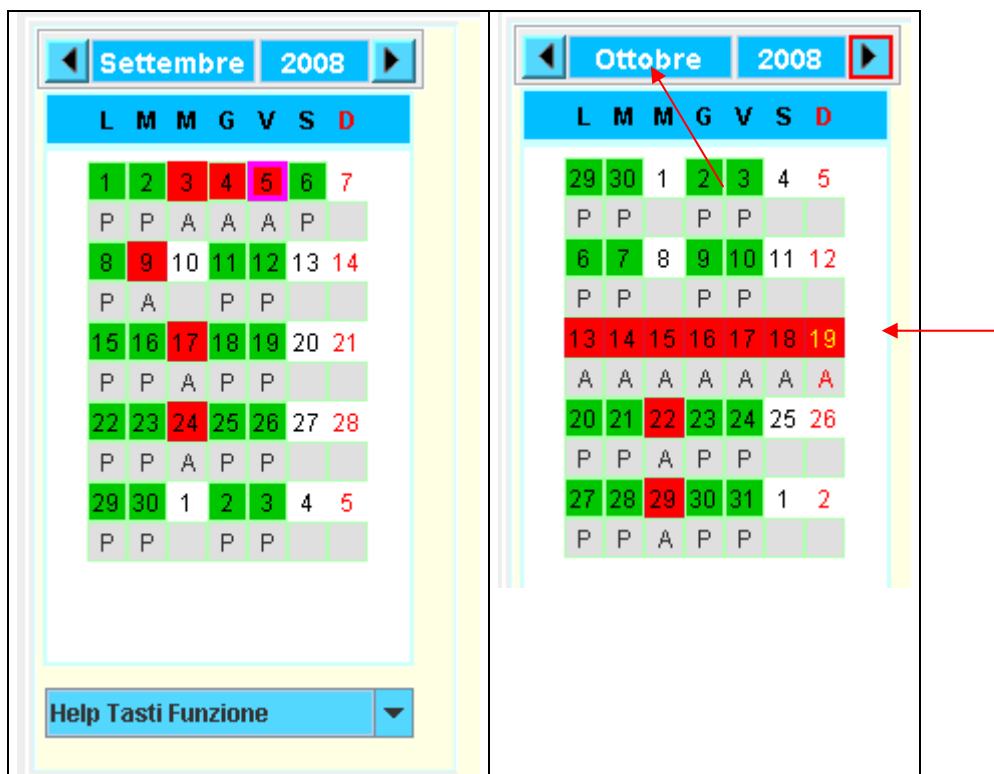 Settembre 2008
L M M G V S D
1 2 3 4 5 6 7
P P A A A P
8 9 10 11 12 13 14
P A P P
15 16 17 18 19 20 21
P P A P P
22 23 24 25 26 27 28
P P A P P
29 30 1 2 3 4 5
P P P P
Help Tasti Funzione
Ottobre 2008
L M M G V S D
29 30 1 2 3 4 5
P P P P
6 7 8 9 10 11 12
P P P P
13 14 15 16 17 18 19
A A A A A A A
20 21 22 23 24 25 26
P P A P P
27 28 29 30 31 1 2
P P A P P